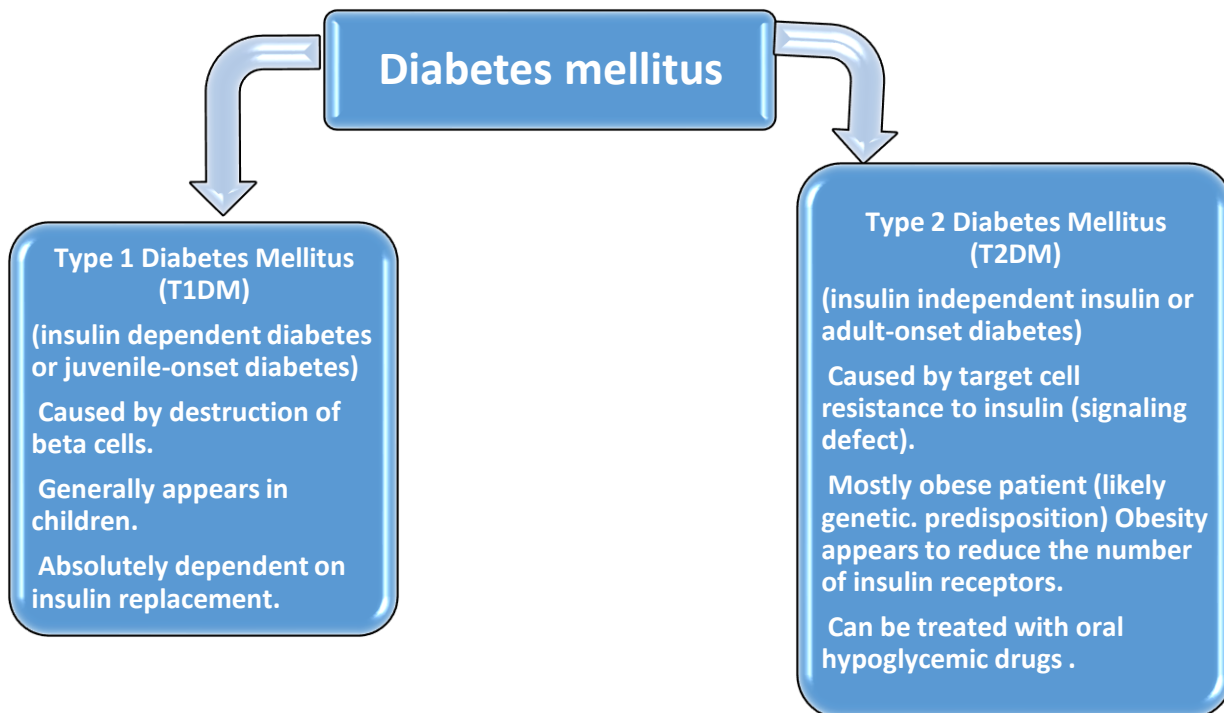 Diabetes mellitus
Type 1 Diabetes Mellitus
(T1DM)
(insulin dependent diabetes
or juvenile-onset diabetes)
Caused by destruction of
beta cells.
Generally appears in
children.
Absolutely dependent on
insulin replacement.
Type 2 Diabetes Mellitus
(T2DM)
(insulin independent insulin or
adult-onset diabetes)
Caused by target cell
resistance to insulin (signaling
defect).
Mostly obese patient (likely
genetic. predisposition) Obesity
appears to reduce the number
of insulin receptors.
Can be treated with oral
hypoglycemic drugs .